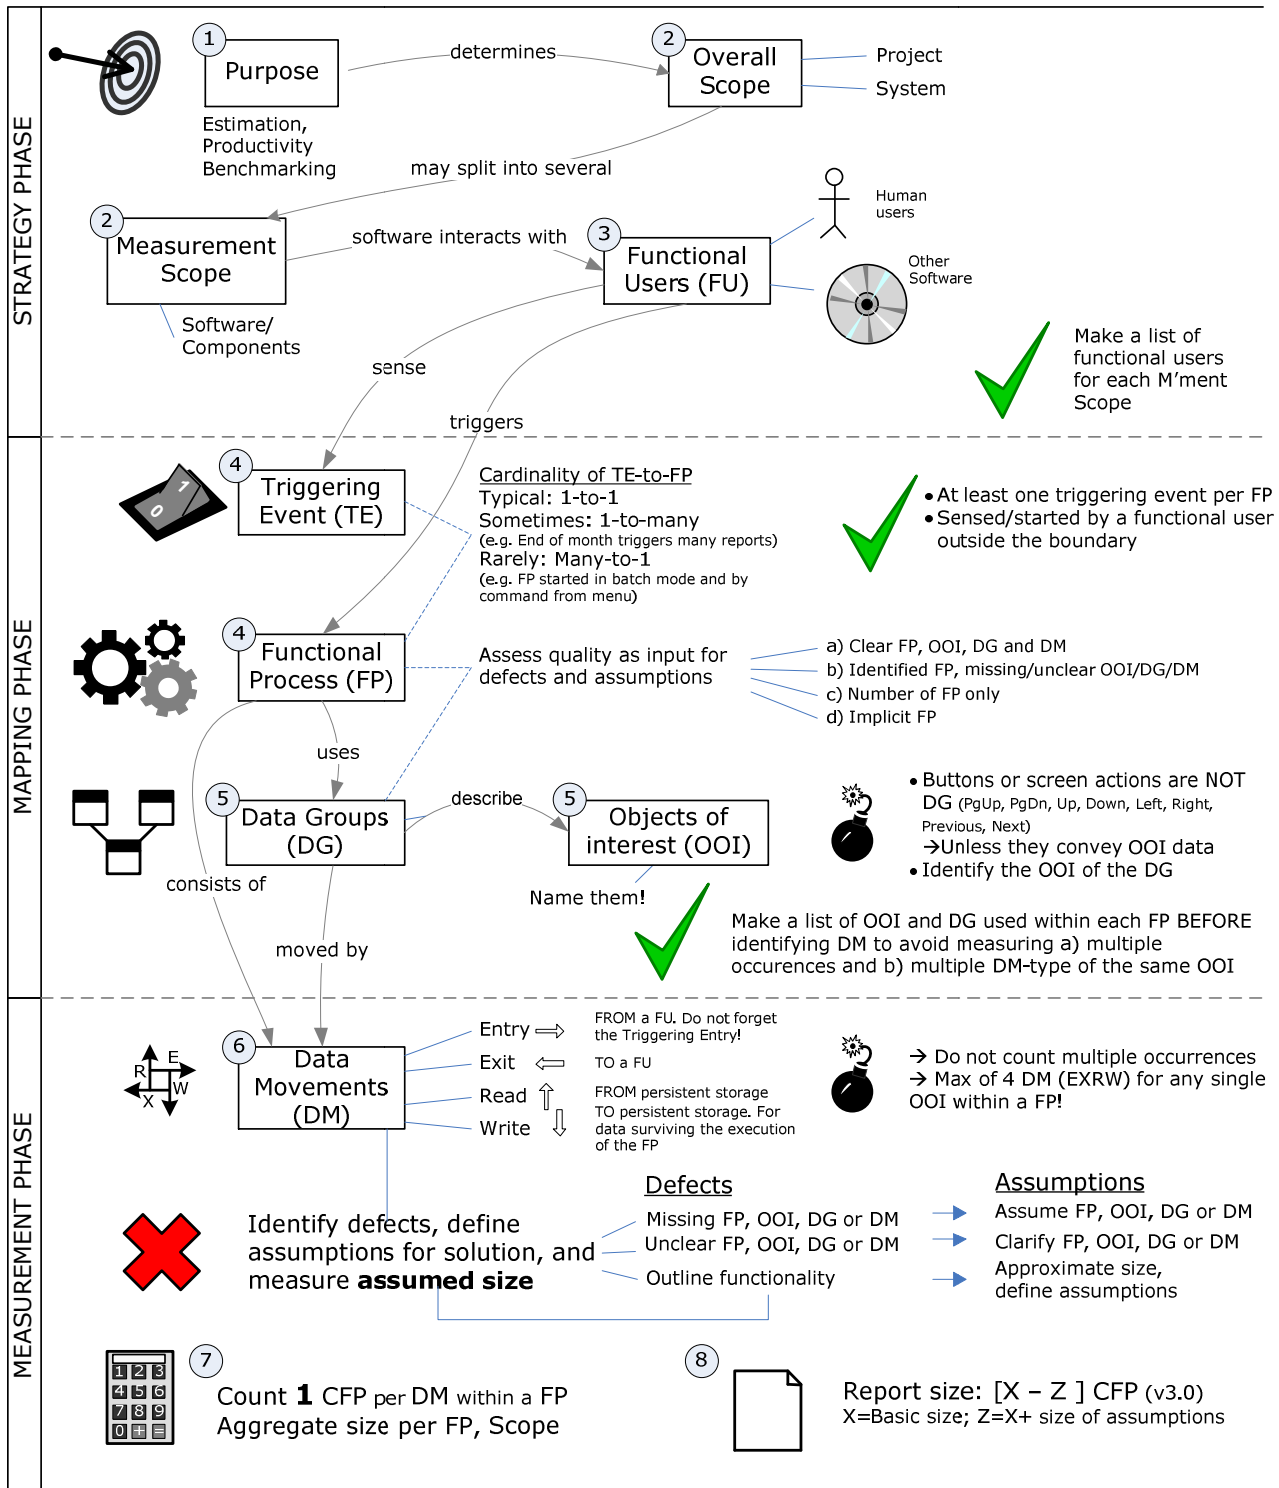 STRATEGY PHASE
1
Purpose
determines
2
Overall
Scope
Project
System
Estimation,
Productivity
Benchmarking
may split into several
2
Measurement
Scope
software interacts with
3
Functional
Users (FU)
Human
users
Other
Software
Software/
Components
sense
triggers
Make a list of
functional users
for each M’ment
Scope
MAPPING PHASE
4
Triggering
Event (TE)
1
0
Cardinality of TE-to-FP
Typical: 1-to-1
Sometimes: 1-to-many
(e.g. End of month triggers many reports)
Rarely: Many-to-1
(e.g. FP started in batch mode and by
command from menu)
• At least one triggering event per FP
• Sensed/started by a functional user
outside the boundary
4
Functional
Process (FP)
Assess quality as input for
defects and assumptions
a) Clear FP, OOI, DG and DM
b) Identified FP, missing/unclear OOI/DG/DM
c) Number of FP only
d) Implicit FP
uses
5
Data Groups
(DG)
describe
5
Objects of
interest (OOI)
Name them!
• Buttons or screen actions are NOT
DG (PgUp, PgDn, Up, Down, Left, Right,
Previous, Next)
→Unless they convey OOI data
• Identify the OOI of the DG
consists of
moved by
Make a list of OOI and DG used within each FP BEFORE
identifying DM to avoid measuring a) multiple
occurences and b) multiple DM-type of the same OOI
MEASUREMENT PHASE
E
R
W
X
6
Data
Movements
(DM)
Entry
FROM a FU. Do not forget
the Triggering Entry!
Exit
TO a FU
Read
FROM persistent storage
Write
TO persistent storage. For
data surviving the execution
of the FP
→ Do not count multiple occurrences
→ Max of 4 DM (EXRW) for any single
OOI within a FP!
Identify defects, define
assumptions for solution, and
measure assumed size
Defects
Missing FP, OOI, DG or DM
Unclear FP, OOI, DG or DM
Outline functionality
Assumptions
Assume FP, OOI, DG or DM
Clarify FP, OOI, DG or DM
Approximate size,
define assumptions
1 2 3
4 5 6
7 8 9
0 + =
7
Count 1 CFP per DM within a FP
Aggregate size per FP, Scope
8
Report size: [X – Z ] CFP (v3.0)
X=Basic size; Z=X+ size of assumptions